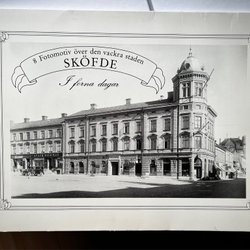 8 Fotomotiv över den vackra staden
SKÖFDE
I forna dagar